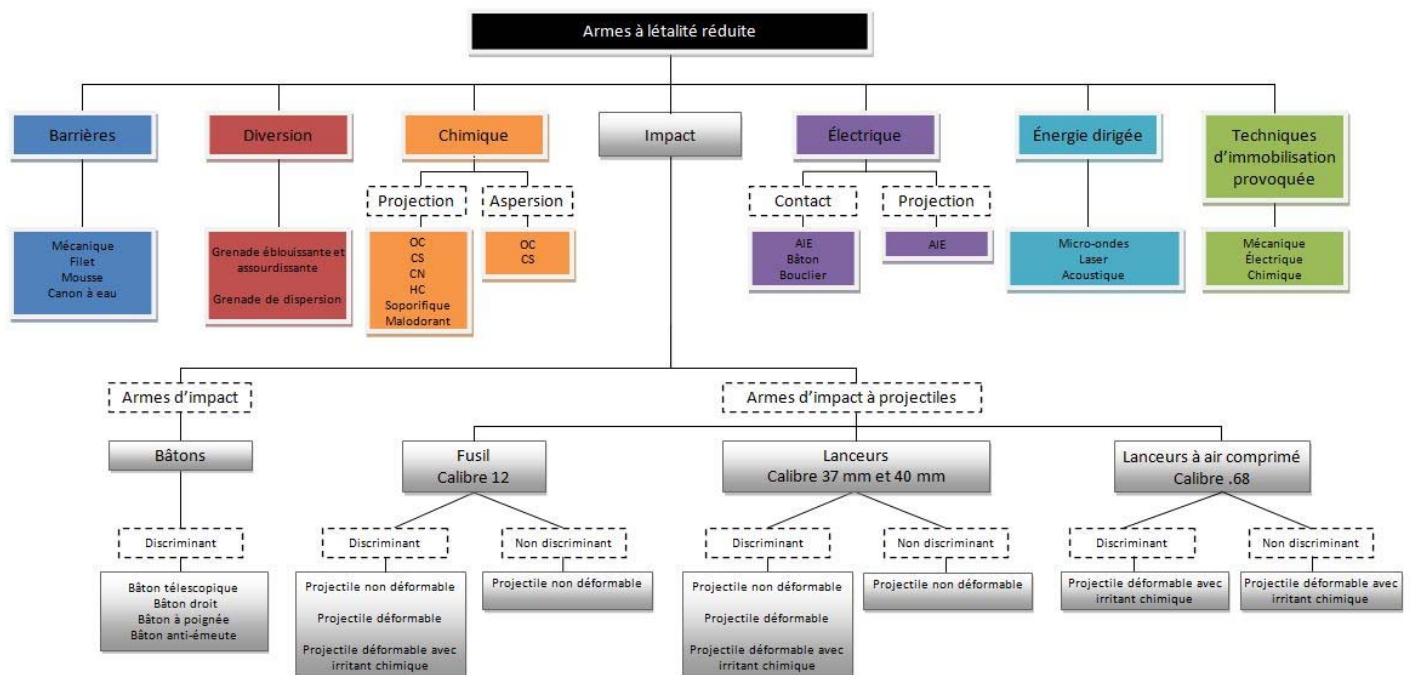 Armes à létalité réduite
Barrières
Diversion
Chimique
Impact
Électrique
Énergie dirigée
Techniques
d'immobilisation
provoquée
Projection
Aspersion
Contact
Projection
Mécanique
Filet
Mousse
Canon à eau
Grenade éblouissante et
assourdissante
Grenade de dispersion
OC
CS
CN
HC
Soporifique
Malodorant
OC
CS
AIE
Bâton
Bouclier
AIE
Micro-ondes
Laser
Acoustique
Mécanique
Électrique
Chimique
Armes d'impact
Armes d'impact à projectiles
Bâtons
Fusil
Calibre 12
Lanceurs
Calibre 37 mm et 40 mm
Lanceurs à air comprimé
Calibre .68
Discriminant
Discriminant
Non discriminant
Discriminant
Non discriminant
Discriminant
Non discriminant
Bâton télescopique
Bâton droit
Bâton à poignée
Bâton anti-émeute
Projectile non déformable
Projectile déformable
Projectile déformable avec
irritant chimique
Projectile non déformable
Projectile non déformable
Projectile déformable
Projectile déformable avec
irritant chimique
Projectile non déformable
Projectile déformable avec
irritant chimique
Projectile déformable avec
irritant chimique